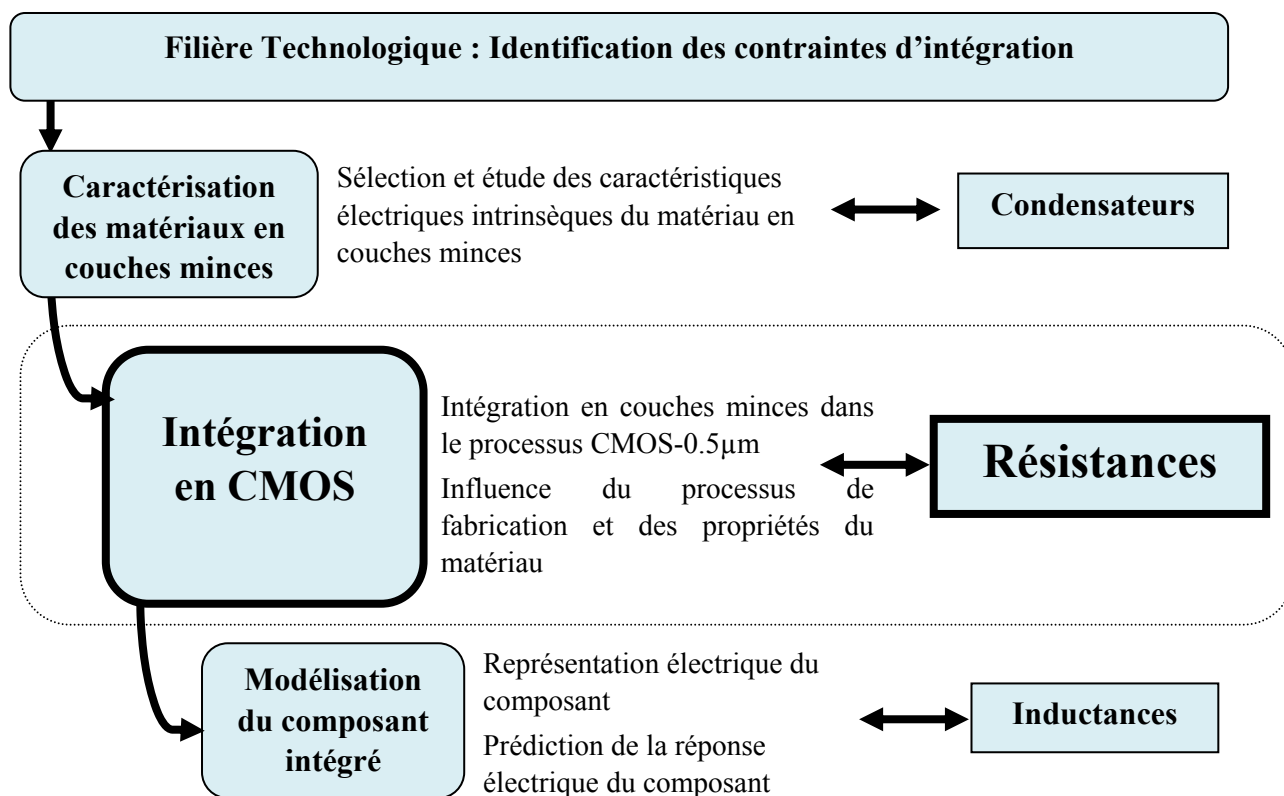 Filière Technologique : Identification des contraintes d’intégration
Caractérisation
des matériaux en
couches minces
Sélection et étude des caractéristiques
électriques intrinsèques du matériau en
couches minces
Condensateurs
Intégration
en CMOS
Intégration en couches minces dans
le processus CMOS-0.5µm
Influence du processus de
fabrication et des propriétés du
matériau
Résistances
Modélisation
du composant
intégré
Représentation électrique du
composant
Prédiction de la réponse
électrique du composant
Inductances